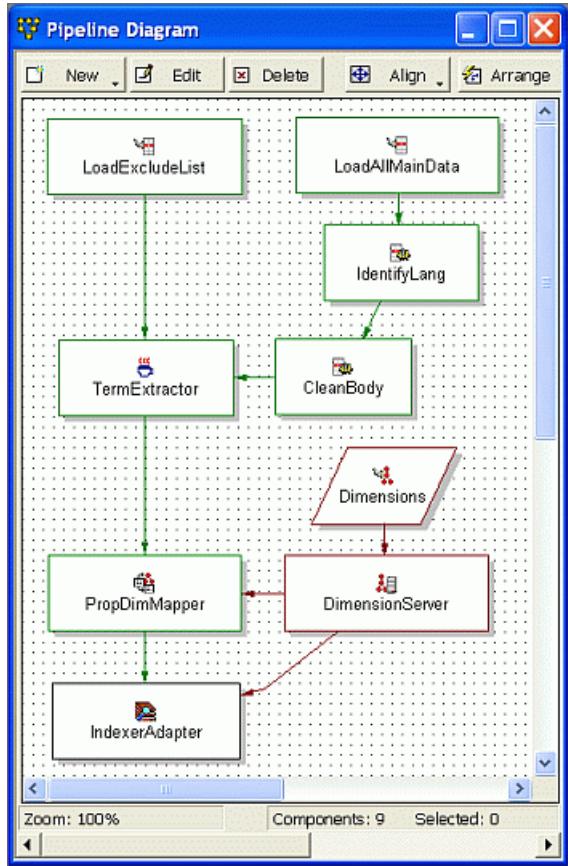 Pipeline Diagram
New Edit Delete Align Arrange
LoadExcludeList
LoadAllMainData
IdentifyLang
TermExtractor
CleanBody
Dimensions
PropDimMapper
DimensionServer
IndexerAdapter
Zoom: 100% Components: 9 Selected: 0